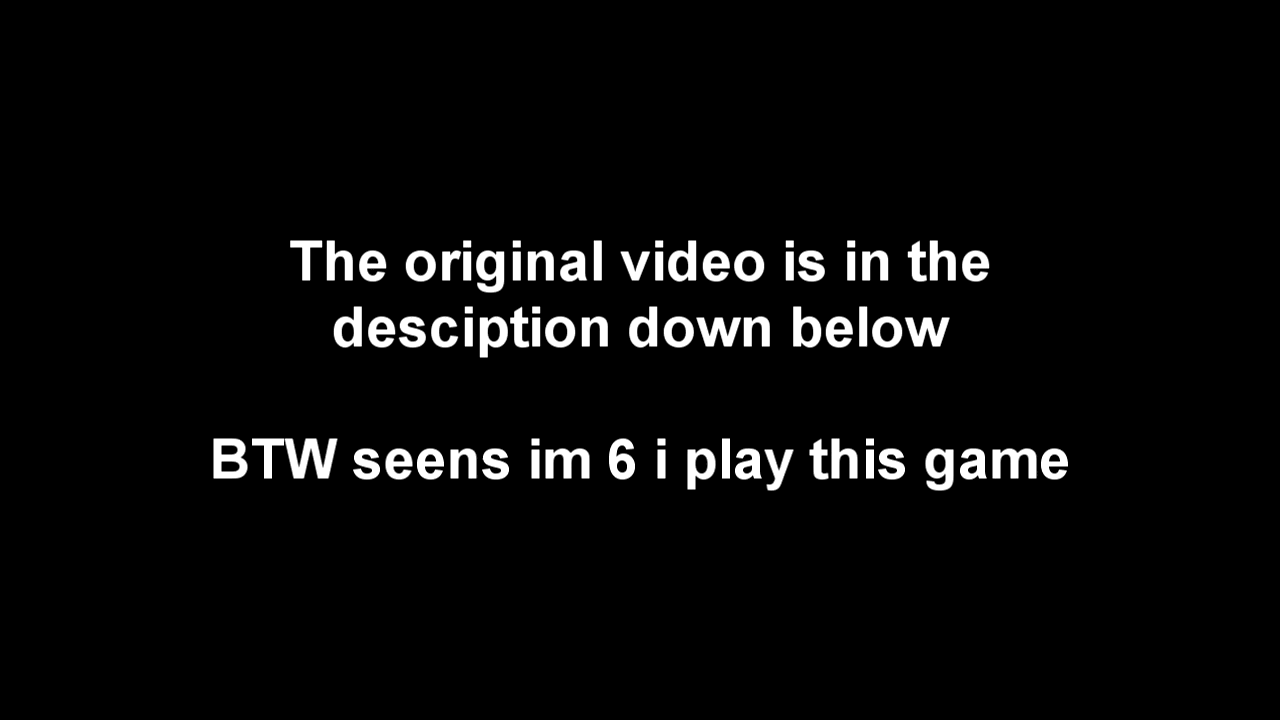 The original video is in the
desciption down below
BTW seens im 6 i play this game